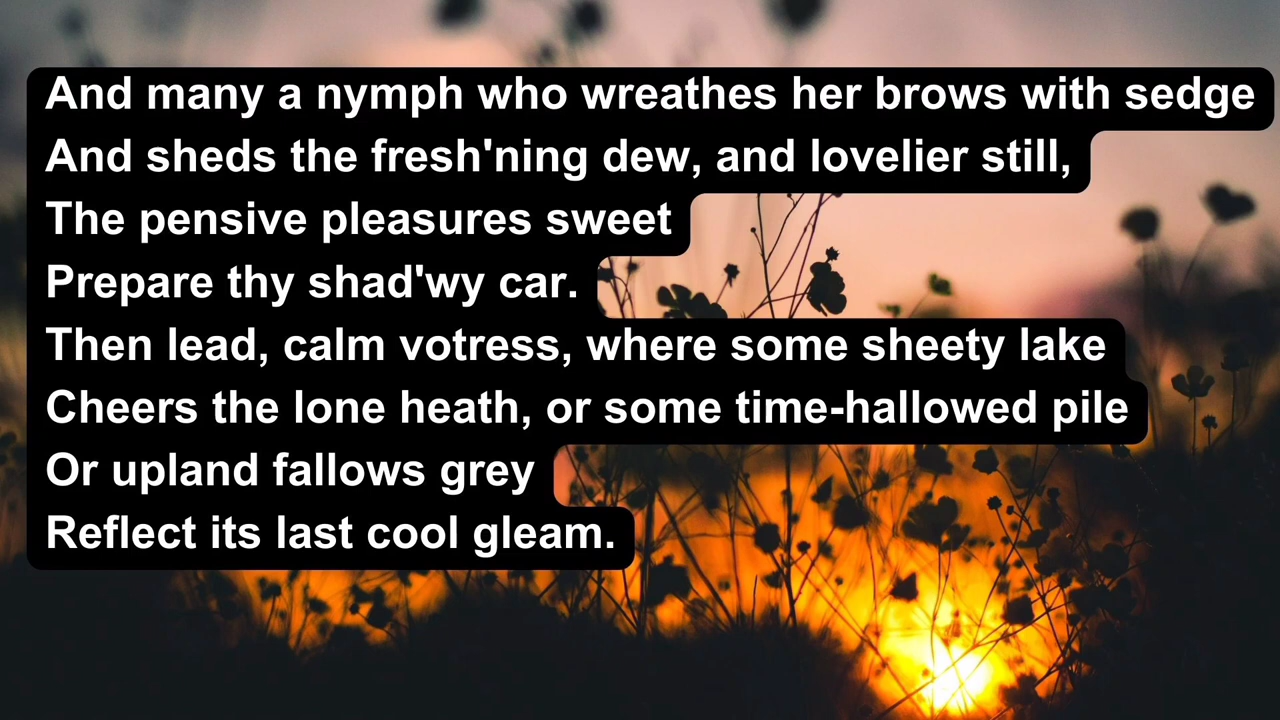 And many a nymph who wreathes her brows with sedge
And sheds the fresh'ning dew, and lovelier still,
The pensive pleasures sweet
Prepare thy shad'wy car.
Then lead, calm votress, where some sheety lake
Cheers the lone heath, or some time-hallowed pile
Or upland fallows grey
Reflect its last cool gleam.